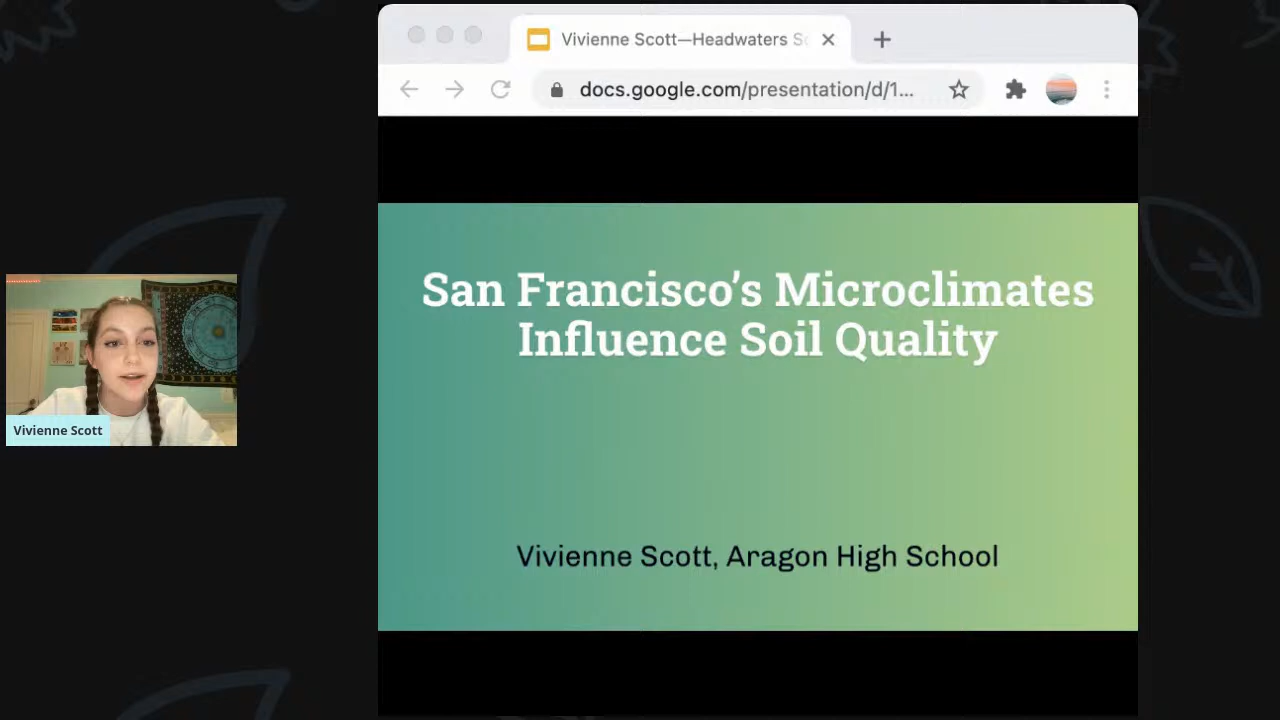 Vivienne Scott—Headwaters Sc
docs.google.com/presentation/d/1...
San Francisco's Microclimates
Influence Soil Quality
Vivienne Scott, Aragon High School
Vivienne Scott